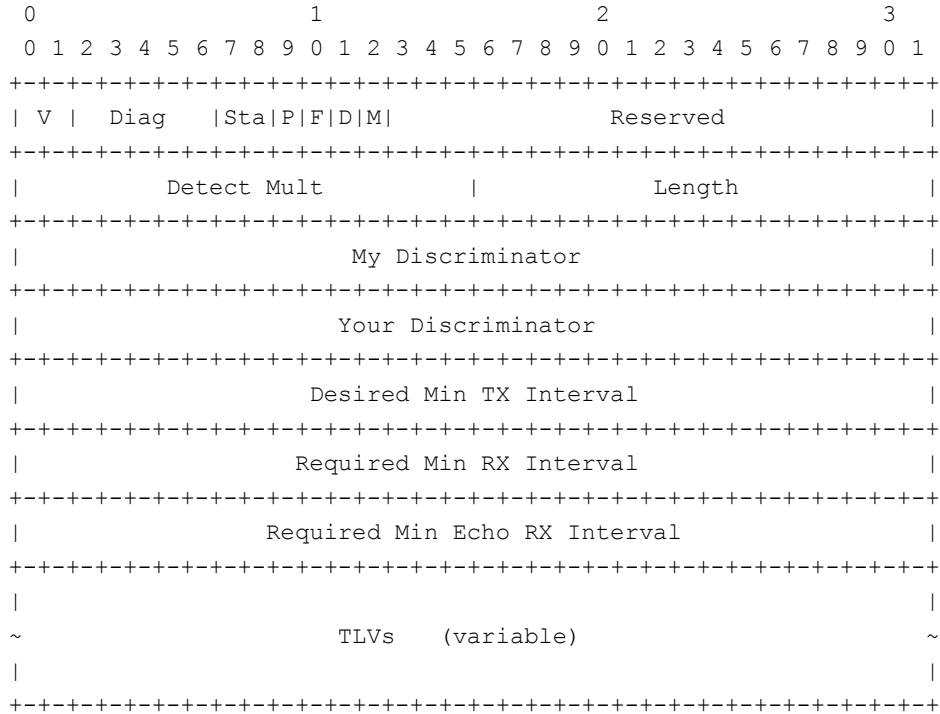 0                   1                   2                   3
 0 1 2 3 4 5 6 7 8 9 0 1 2 3 4 5 6 7 8 9 0 1 2 3 4 5 6 7 8 9 0 1
+-+-+-+-+-+-+-+-+-+-+-+-+-+-+-+-+-+-+-+-+-+-+-+-+-+-+-+-+-+-+-+-+
| V |  Diag   |Sta|P|F|D|M|               Reserved              |
+-+-+-+-+-+-+-+-+-+-+-+-+-+-+-+-+-+-+-+-+-+-+-+-+-+-+-+-+-+-+-+-+
|          Detect Mult          |            Length             |
+-+-+-+-+-+-+-+-+-+-+-+-+-+-+-+-+-+-+-+-+-+-+-+-+-+-+-+-+-+-+-+-+
|                       My Discriminator                        |
+-+-+-+-+-+-+-+-+-+-+-+-+-+-+-+-+-+-+-+-+-+-+-+-+-+-+-+-+-+-+-+-+
|                      Your Discriminator                       |
+-+-+-+-+-+-+-+-+-+-+-+-+-+-+-+-+-+-+-+-+-+-+-+-+-+-+-+-+-+-+-+-+
|                    Desired Min TX Interval                    |
+-+-+-+-+-+-+-+-+-+-+-+-+-+-+-+-+-+-+-+-+-+-+-+-+-+-+-+-+-+-+-+-+
|                   Required Min RX Interval                    |
+-+-+-+-+-+-+-+-+-+-+-+-+-+-+-+-+-+-+-+-+-+-+-+-+-+-+-+-+-+-+-+-+
|                 Required Min Echo RX Interval                 |
+-+-+-+-+-+-+-+-+-+-+-+-+-+-+-+-+-+-+-+-+-+-+-+-+-+-+-+-+-+-+-+-+
|                                                               |
~                      TLVs   (variable)                        ~
|                                                               |
+-+-+-+-+-+-+-+-+-+-+-+-+-+-+-+-+-+-+-+-+-+-+-+-+-+-+-+-+-+-+-+-+